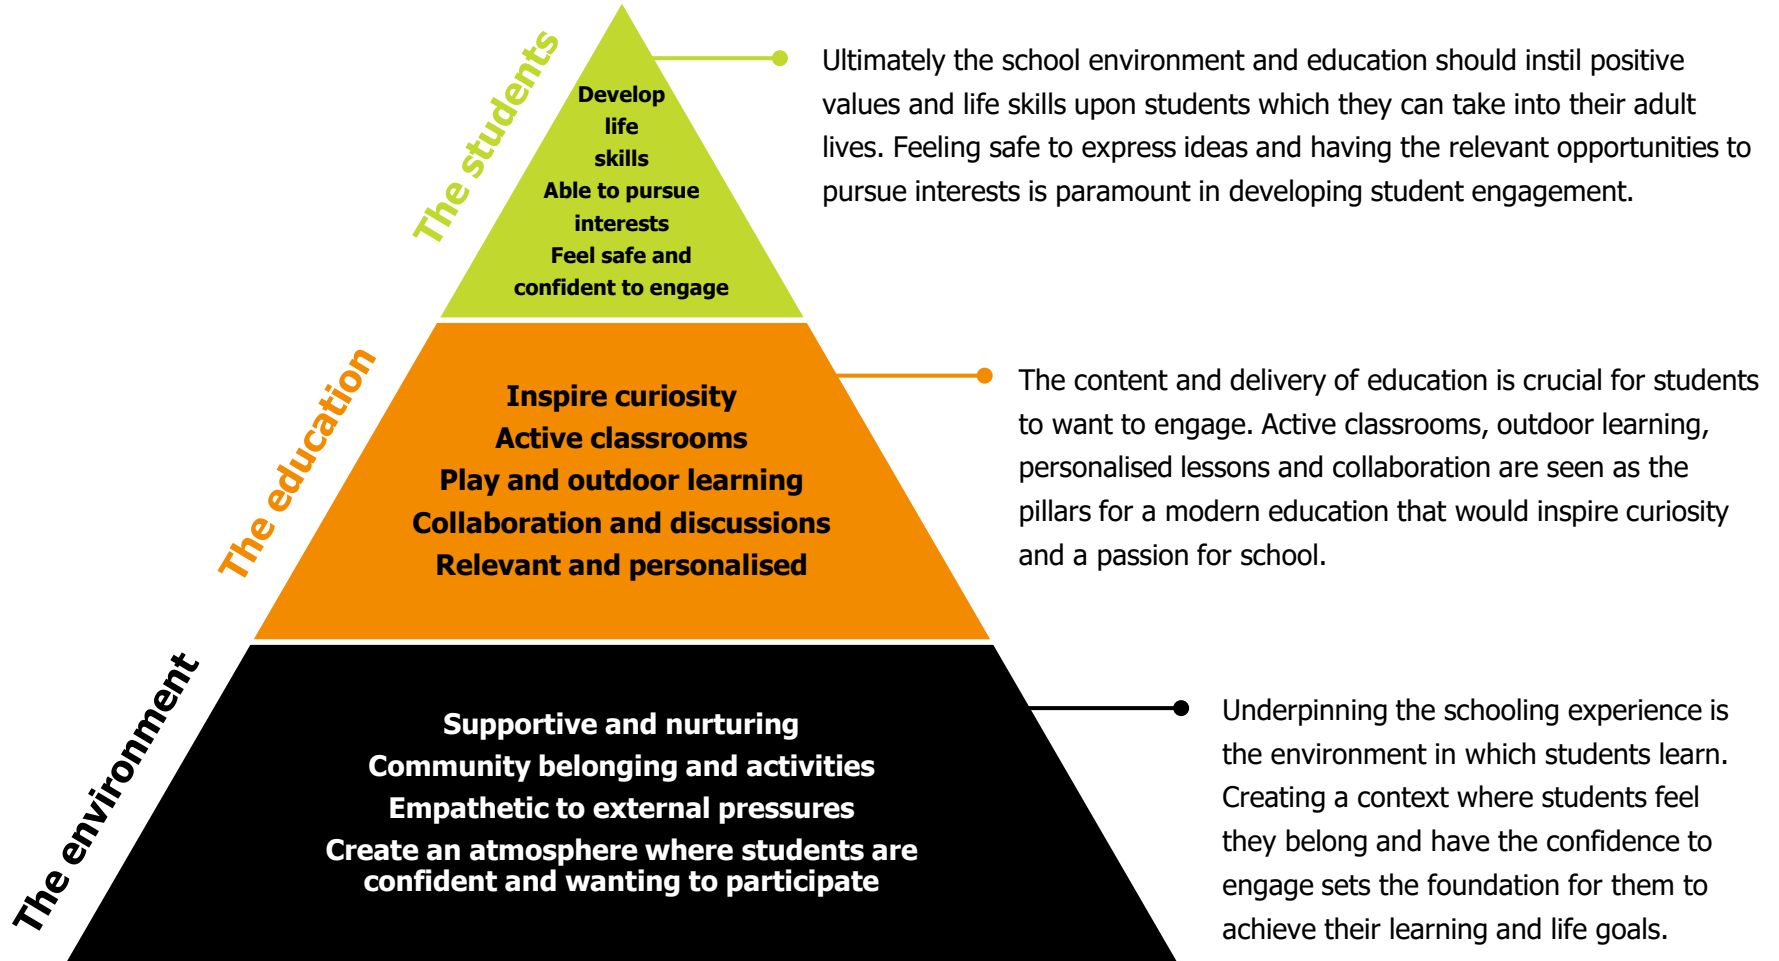 The students
Develop
life
skills
Able to pursue
interests
Feel safe and
confident to engage
Ultimately the school environment and education should instil positive
values and life skills upon students which they can take into their adult
lives. Feeling safe to express ideas and having the relevant opportunities to
pursue interests is paramount in developing student engagement.
The education
Inspire curiosity
Active classrooms
Play and outdoor learning
Collaboration and discussions
Relevant and personalised
The content and delivery of education is crucial for students
to want to engage. Active classrooms, outdoor learning,
personalised lessons and collaboration are seen as the
pillars for a modern education that would inspire curiosity
and a passion for school.
The environment
Supportive and nurturing
Community belonging and activities
Empathetic to external pressures
Create an atmosphere where students are
confident and wanting to participate
Underpinning the schooling experience is
the environment in which students learn.
Creating a context where students feel
they belong and have the confidence to
engage sets the foundation for them to
achieve their learning and life goals.